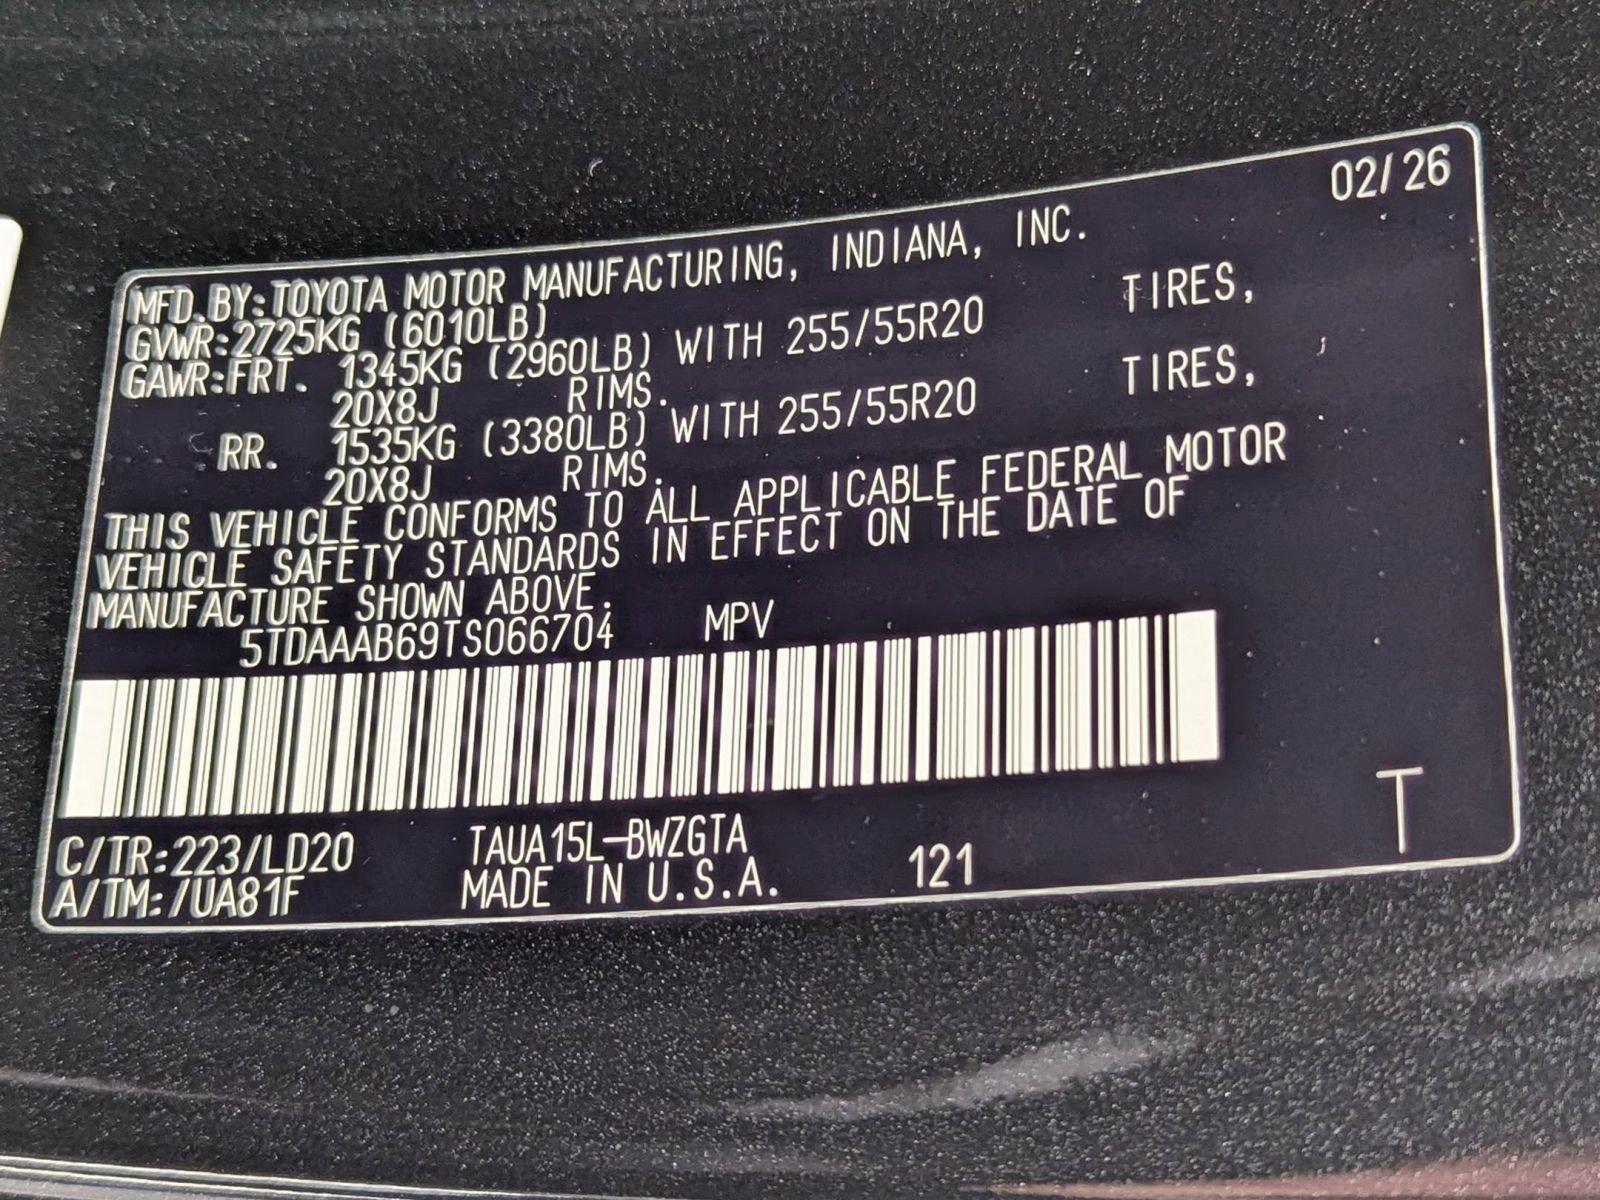 02/26
MFD.BY:TOYOTA MOTOR MANUFACTURING, INDIANA, INC.
GVWR:2725KG (6010LB)
GAWR:FRT. 1345KG (2960LB) WITH 255/55R20 TIRES,
20X8J RIMS.
RR. 1535KG (3380LB) WITH 255/55R20 TIRES,
20X8J RIMS.
THIS VEHICLE CONFORMS TO ALL APPLICABLE FEDERAL MOTOR
VEHICLE SAFETY STANDARDS IN EFFECT ON THE DATE OF
MANUFACTURE SHOWN ABOVE.
5TDAAAB69TS066704 MPV
C/TR:223/LD20 TAUA15L-BWZGTA
A/TM:/UA81F MADE IN U.S.A. 121 T